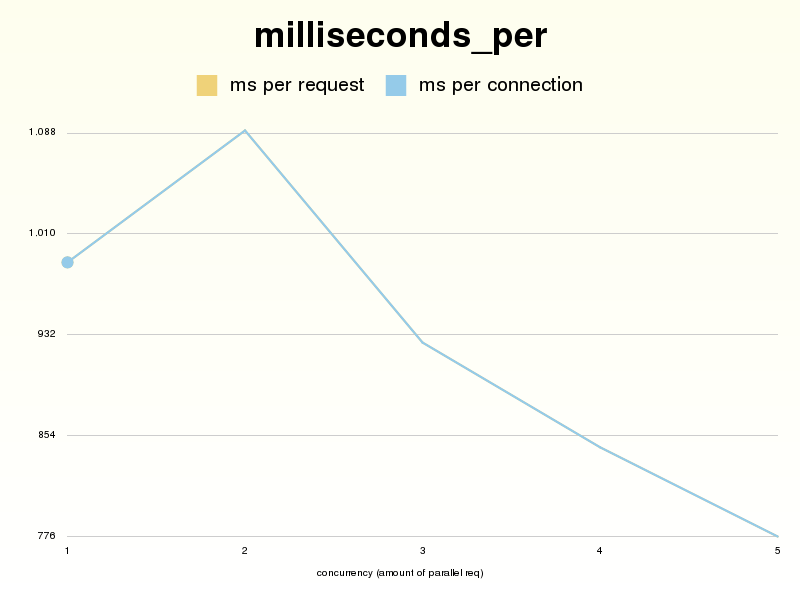 milliseconds_per
ms per request ms per connection
1.088
1.010
932
854
776
1 2 3 4 5
concurrency (amount of parallel req)